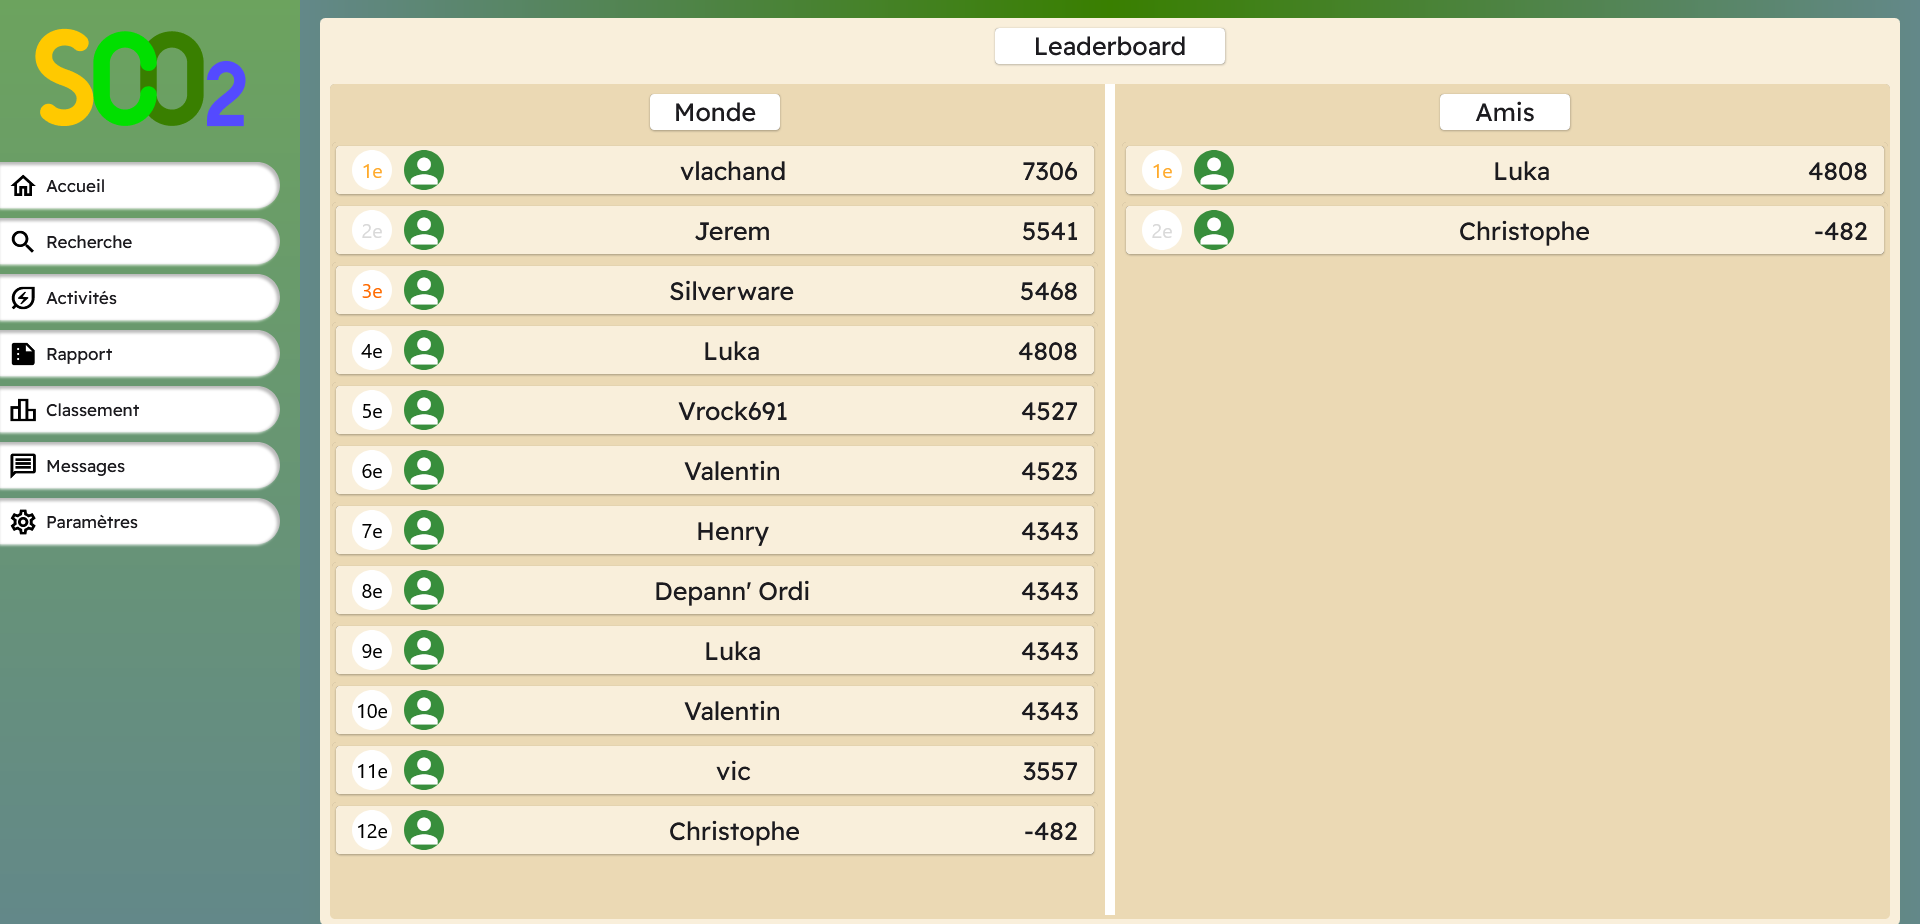 SCO2
Accueil
Recherche
Activités
Rapport
Classement
Messages
Paramètres
Leaderboard
Monde
1e vlachand 7306
2e Jerem 5541
3e Silverware 5468
4e Luka 4808
5e Vrock691 4527
6e Valentin 4523
7e Henry 4343
8e Depann' Ordi 4343
9e Luka 4343
10e Valentin 4343
11e vic 3557
12e Christophe -482
Amis
1e Luka 4808
2e Christophe -482